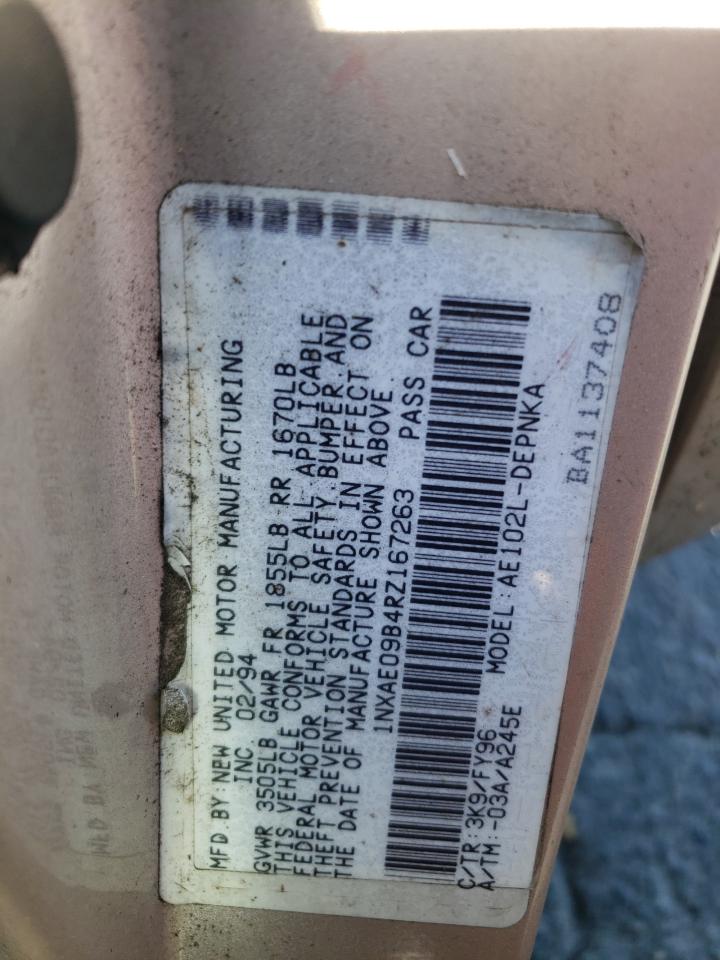 MFD.BY:NEW UNITED MOTOR MANUFACTURING
INC 02/94
GVWR 3505LB GAWR FR 1855LB RR 1670LB
THIS VEHICLE CONFORMS TO ALL APPLICABLE
FEDERAL MOTOR VEHICLE SAFETY BUMPER AND
THEFT PREVENTION STANDARDS IN EFFECT ON
THE DATE OF MANUFACTURE SHOWN ABOVE.
1NXAE09B4RZ167263 PASS CAR
C/TR:3K9/FY96 MODEL:AE102L-DEPNKA
A/TM:-03A/A245E
BA1137408